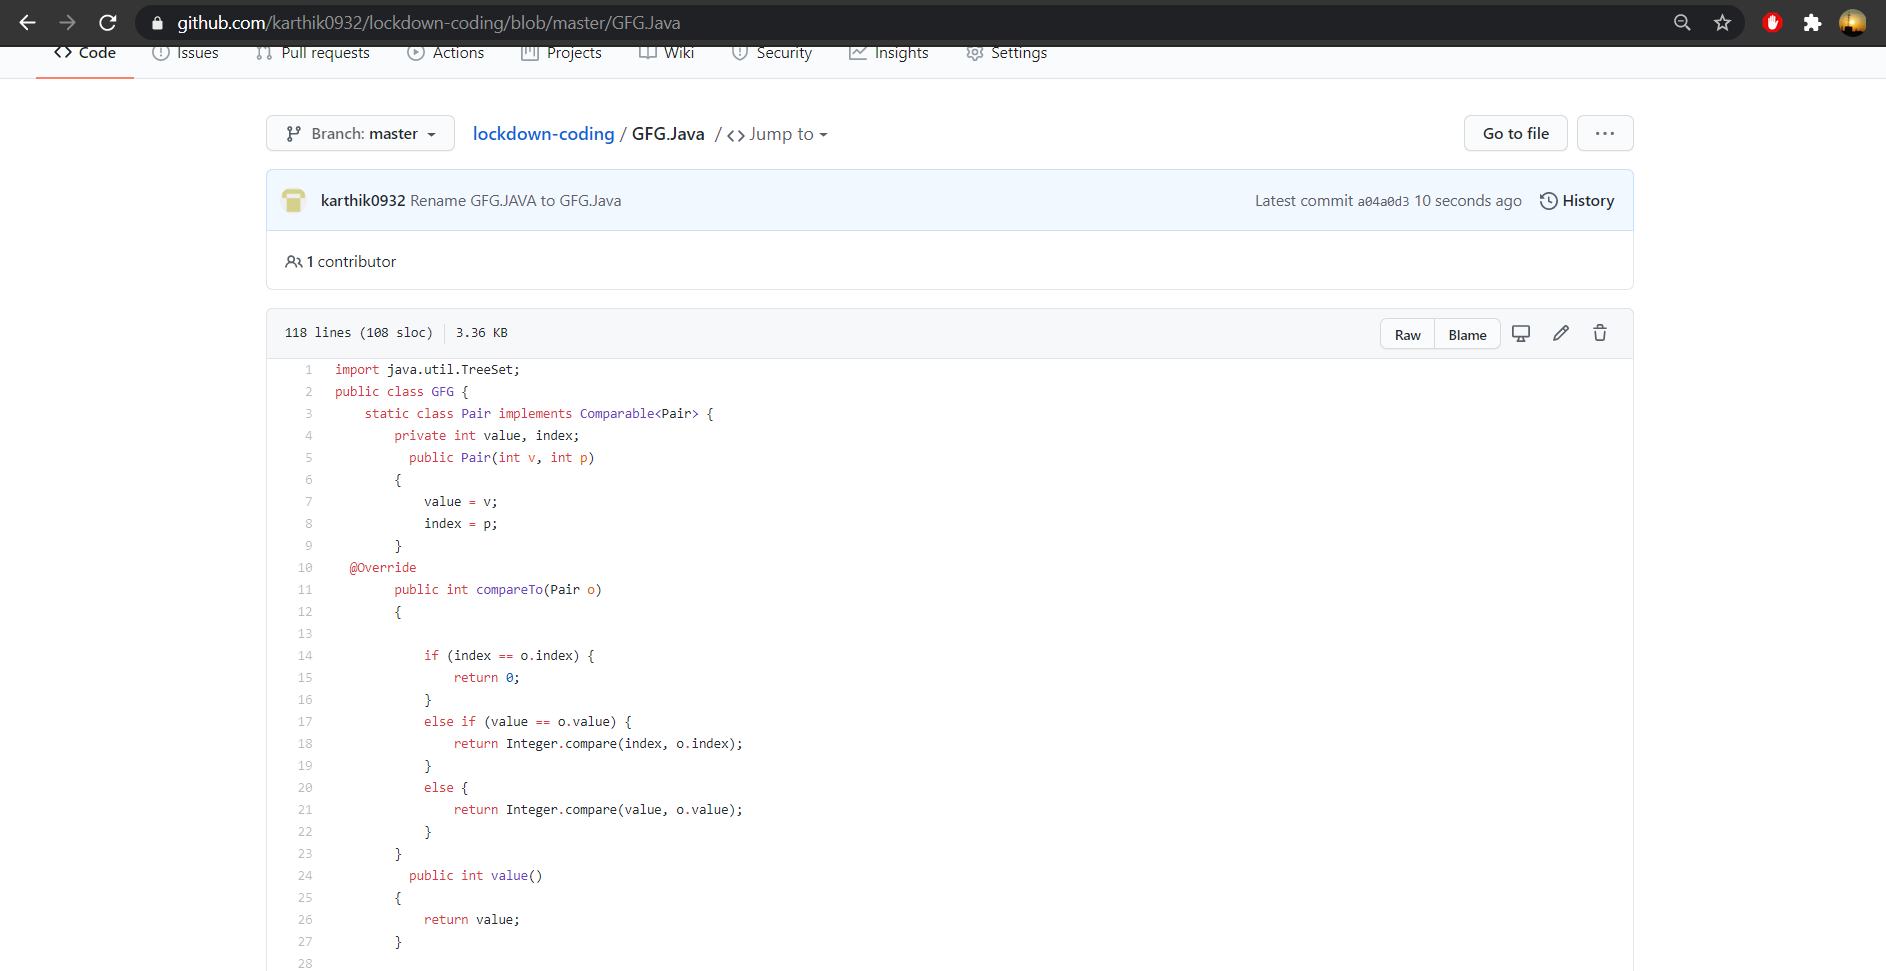 github.com/karthik0932/lockdown-coding/blob/master/GFG.Java
Code Issues Pull requests Actions Projects Wiki Security Insights Settings
Branch: master lockdown-coding / GFG.Java / <> Jump to Go to file ...
karthik0932 Rename GFG.JAVA to GFG.Java Latest commit a04a0d3 10 seconds ago History
1 contributor
118 lines (108 sloc) 3.36 KB Raw Blame
1 import java.util.TreeSet;
2 public class GFG {
3 static class Pair implements Comparable<Pair> {
4 private int value, index;
5 public Pair(int v, int p)
6 {
7 value = v;
8 index = p;
9 }
10 @Override
11 public int compareTo(Pair o)
12 {
13
14 if (index == o.index) {
15 return 0;
16 }
17 else if (value == o.value) {
18 return Integer.compare(index, o.index);
19 }
20 else {
21 return Integer.compare(value, o.value);
22 }
23 }
24 public int value()
25 {
26 return value;
27 }
28